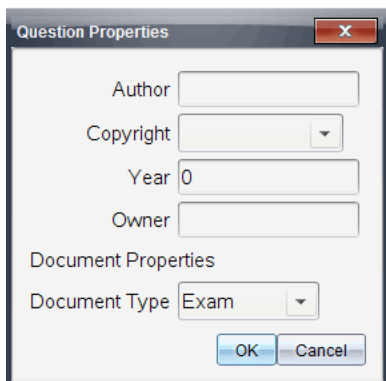 Question Properties
Author
Copyright
Year 0
Owner
Document Properties
Document Type Exam
OK Cancel